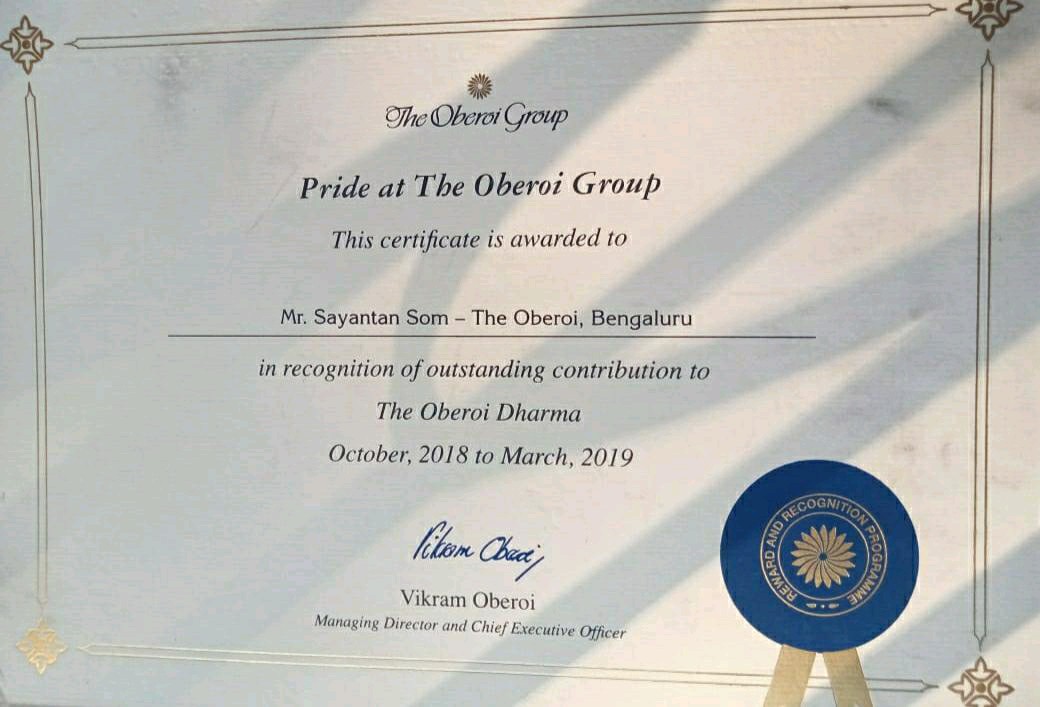 The Oberoi Group
Pride at The Oberoi Group
This certificate is awarded to
Mr. Sayantan Som – The Oberoi, Bengaluru
in recognition of outstanding contribution to
The Oberoi Dharma
October, 2018 to March, 2019
Vikram Oberoi
Vikram Oberoi
Managing Director and Chief Executive Officer
REWARD AND RECOGNITION PROGRAMME